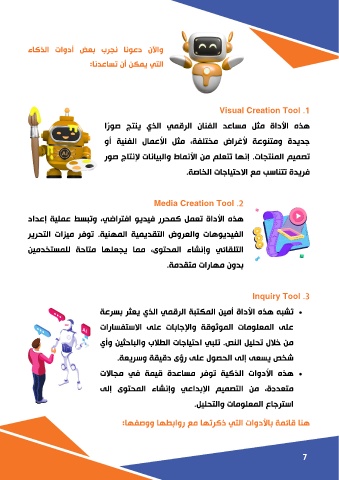 والآن دعونا نجرب بعض أدوات الذكاء
التي يمكن أن تساعدنا:
1. Visual Creation Tool
هذه الأداة مثل مساعد الفنان الرقمي الذي ينتج صورًا
جديدة ومتنوعة لأغراض مختلفة، مثل الأعمال الفنية أو
تصميم المنتجات. إنها تتعلم من الأنماط والبيانات لإنتاج صور
فريدة تتناسب مع الاحتياجات الخاصة.
2. Media Creation Tool
هذه الأداة تعمل كمحرر فيديو افتراضي، وتبسط عملية إعداد
الفيديوهات والعروض التقديمية المهنية. توفر ميزات التحرير
التلقائي وإنشاء المحتوى، مما يجعلها متاحة للمستخدمين
بدون مهارات متقدمة.
3. Inquiry Tool
• تشبه هذه الأداة أمين المكتبة الرقمي الذي يعثر بسرعة
على المعلومات الموثوقة والإجابات على الاستفسارات
من خلال تحليل النص. تلبي احتياجات الطلاب والباحثين وأي
شخص يسعى إلى الحصول على رؤى دقيقة وسريعة.
• هذه الأدوات الذكية توفر مساعدة قيمة في مجالات
متعددة، من التصميم الإبداعي وإنشاء المحتوى إلى
استرجاع المعلومات والتحليل.
هنا قائمة بالأدوات التي ذكرتها مع روابطها ووصفها:
7